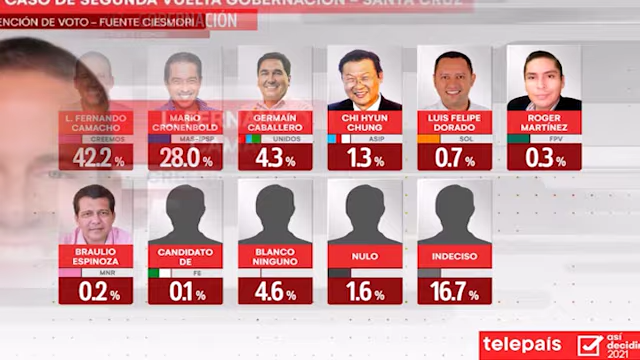 CASO DE SEGUNDA VUELTA GOBERNACIÓN – SANTA CRUZ
ENCIÓN DE VOTO – FUENTE CIESMORI
L. FERNANDO CAMACHO
CREEMOS
42.2 %
MARIO CRONENBOLD
MAS-IPSP
28.0 %
GERMAÍN CABALLERO
UNIDOS
4.3 %
CHI HYUN CHUNG
ASIP
1.3 %
LUIS FELIPE DORADO
SOL
0.7 %
ROGER MARTÍNEZ
FPV
0.3 %
BRAULIO ESPINOZA
MNR
0.2 %
CANDIDATO DE
FE
0.1 %
BLANCO NINGUNO
4.6 %
NULO
1.6 %
INDECISO
16.7 %
telepaís
así
decidin
2021